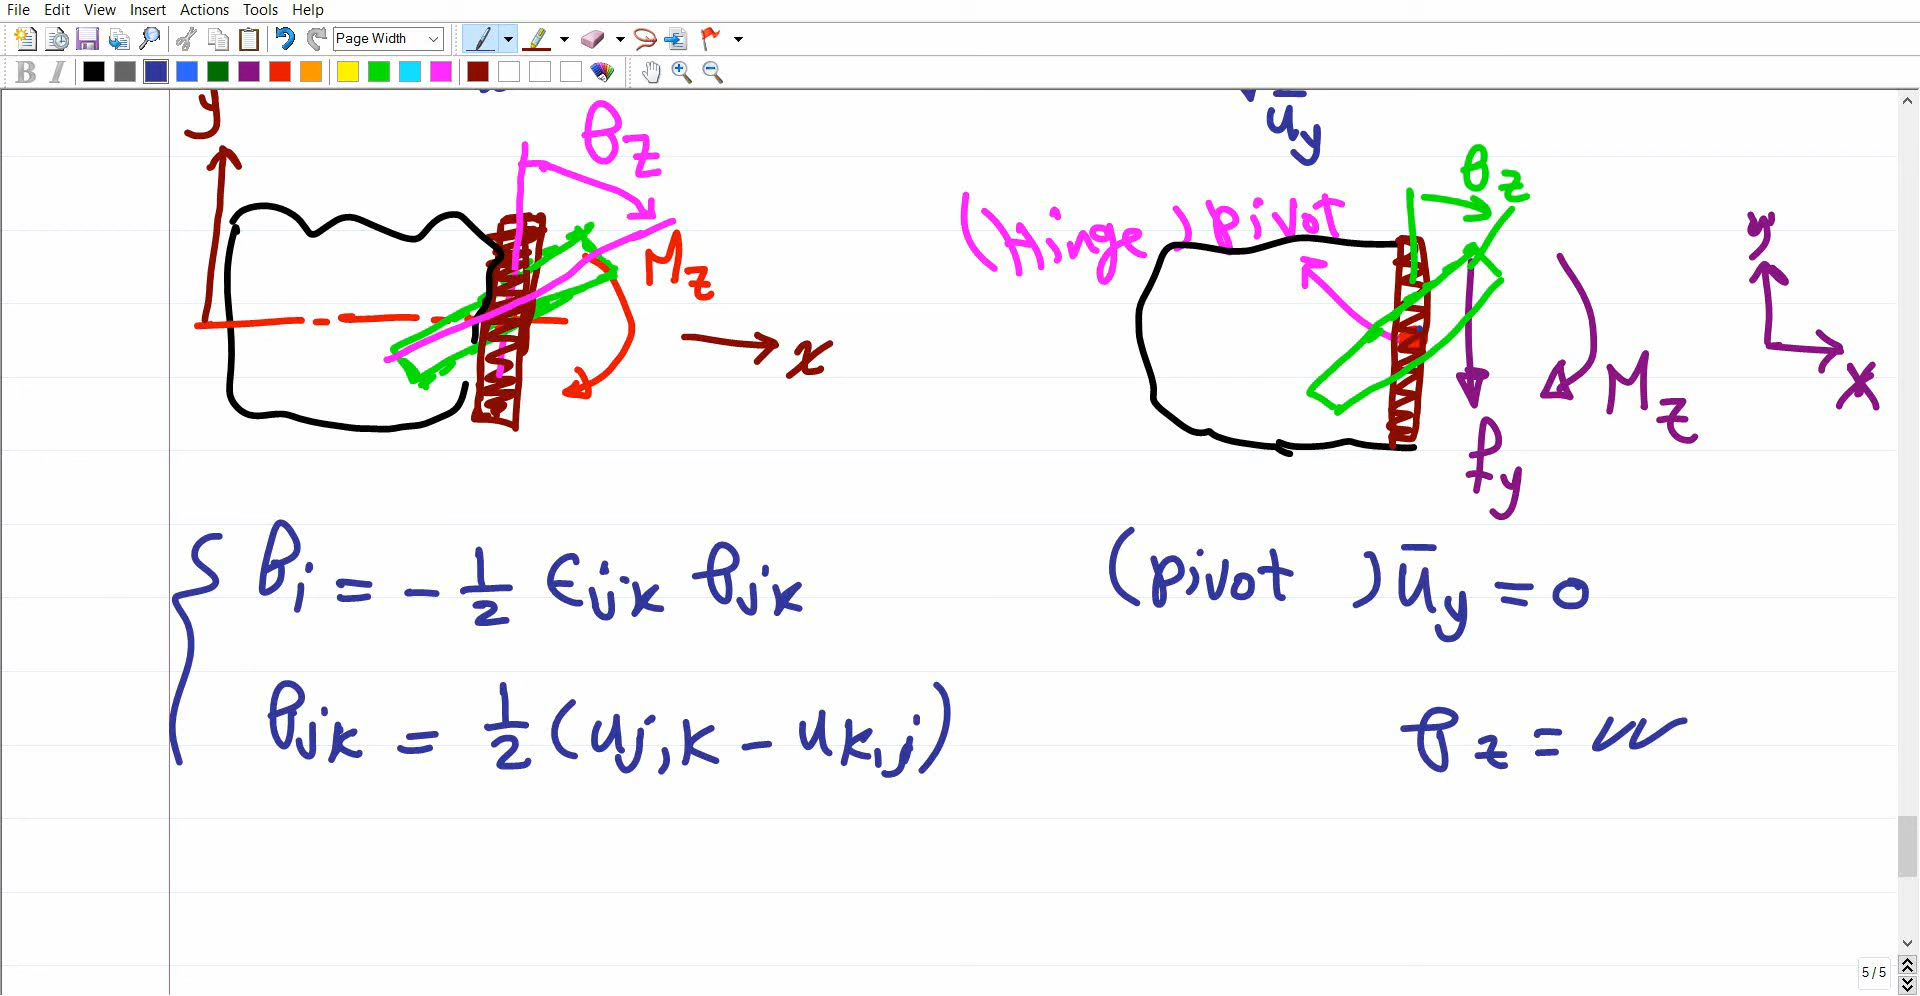 File Edit View Insert Actions Tools Help
Page Width
B I
y
θz
Mz
x
ūy
(Hinge) pivot
θz
y
x
Mz
fy
θi = - 1/2 ϵijk θjk
θjk = 1/2 (uj,k - uk,j)
(pivot) ūy = 0
θz =
5 / 5